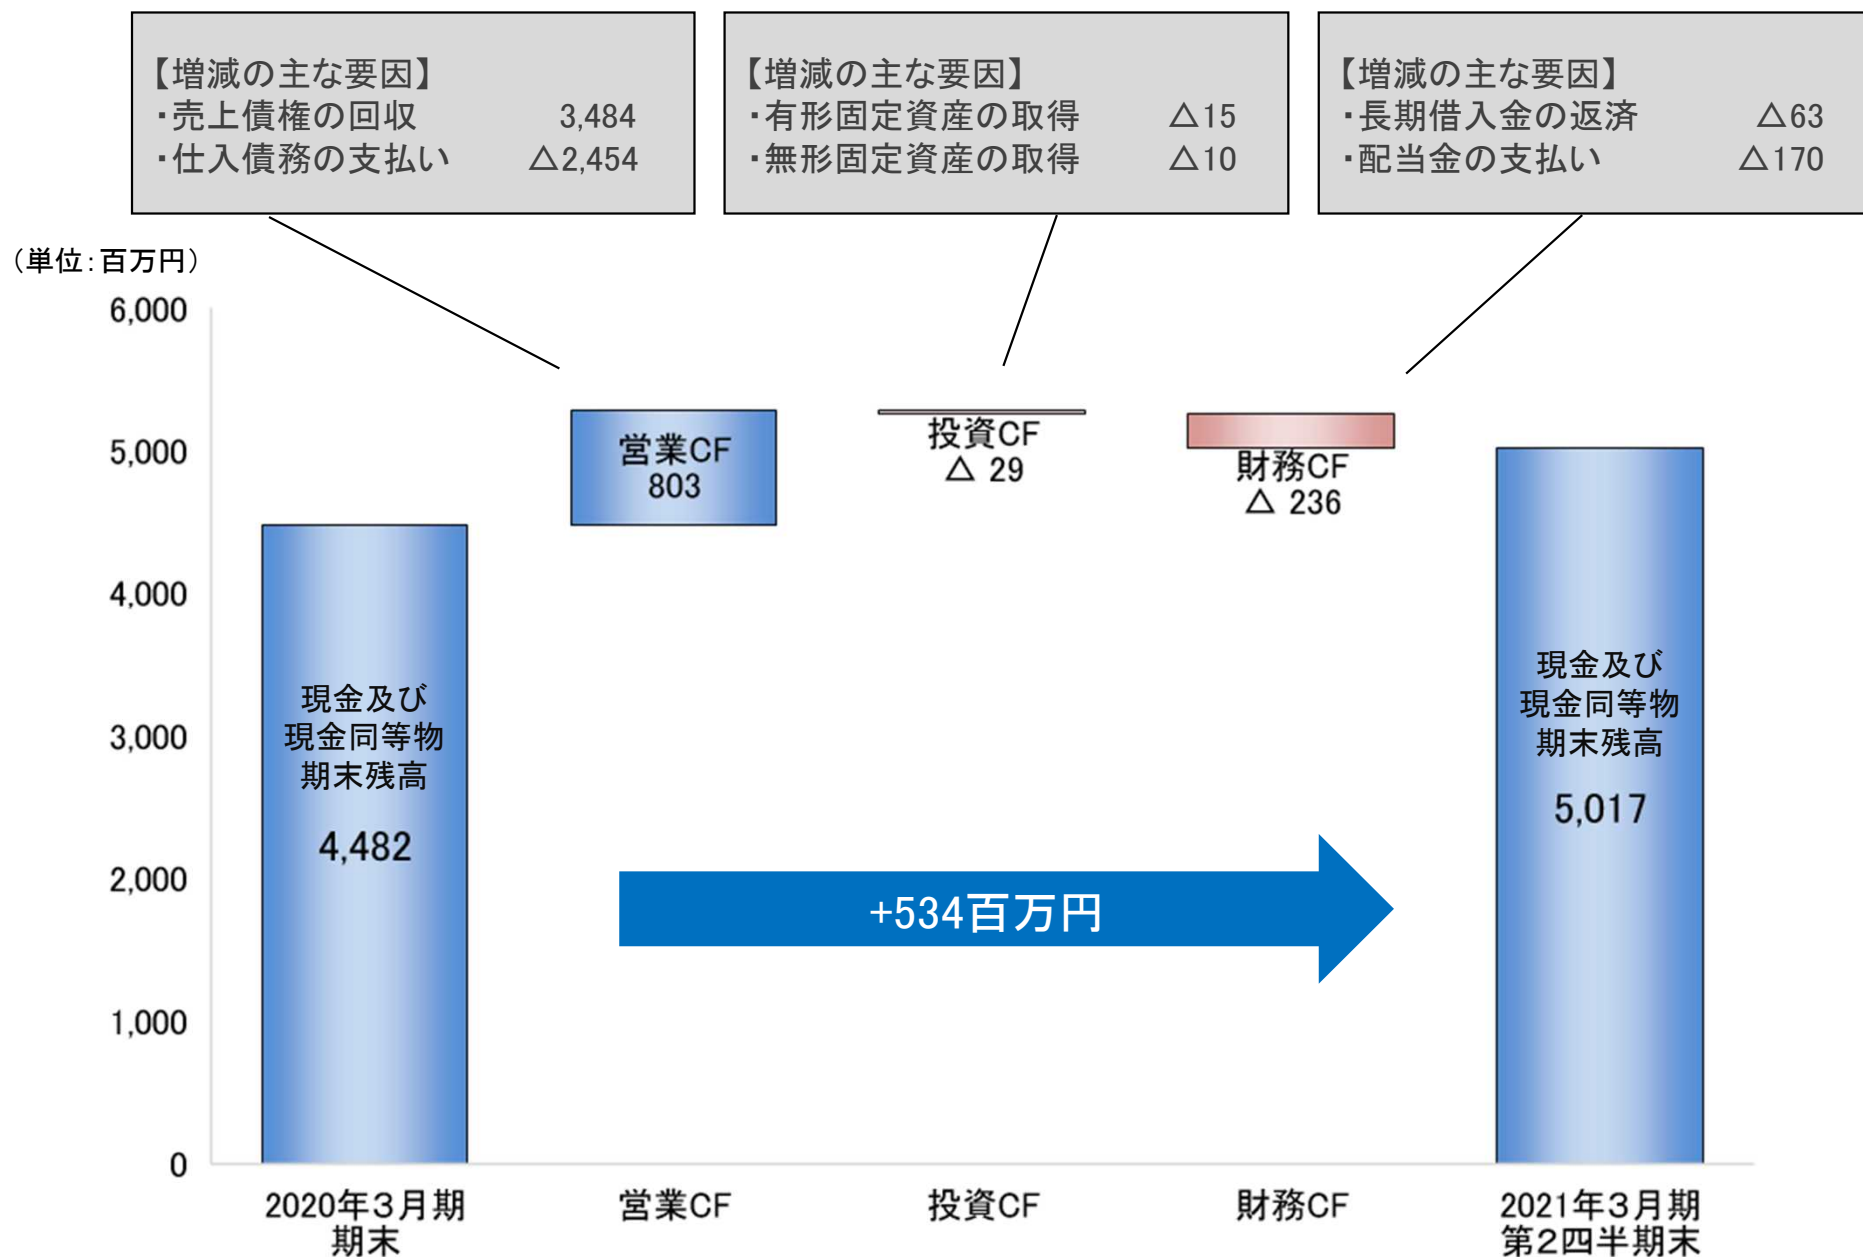 【増減の主な要因】
・売上債権の回収 3,484
・仕入債務の支払い △2,454
【増減の主な要因】
・有形固定資産の取得 △15
・無形固定資産の取得 △10
【増減の主な要因】
・長期借入金の返済 △63
・配当金の支払い △170
(単位:百万円)
6,000
5,000
4,000
3,000
2,000
1,000
0
営業CF
803
投資CF
△ 29
財務CF
△ 236
現金及び
現金同等物
期末残高
4,482
現金及び
現金同等物
期末残高
5,017
+534百万円
2020年3月期
期末
営業CF
投資CF
財務CF
2021年3月期
第2四半期末